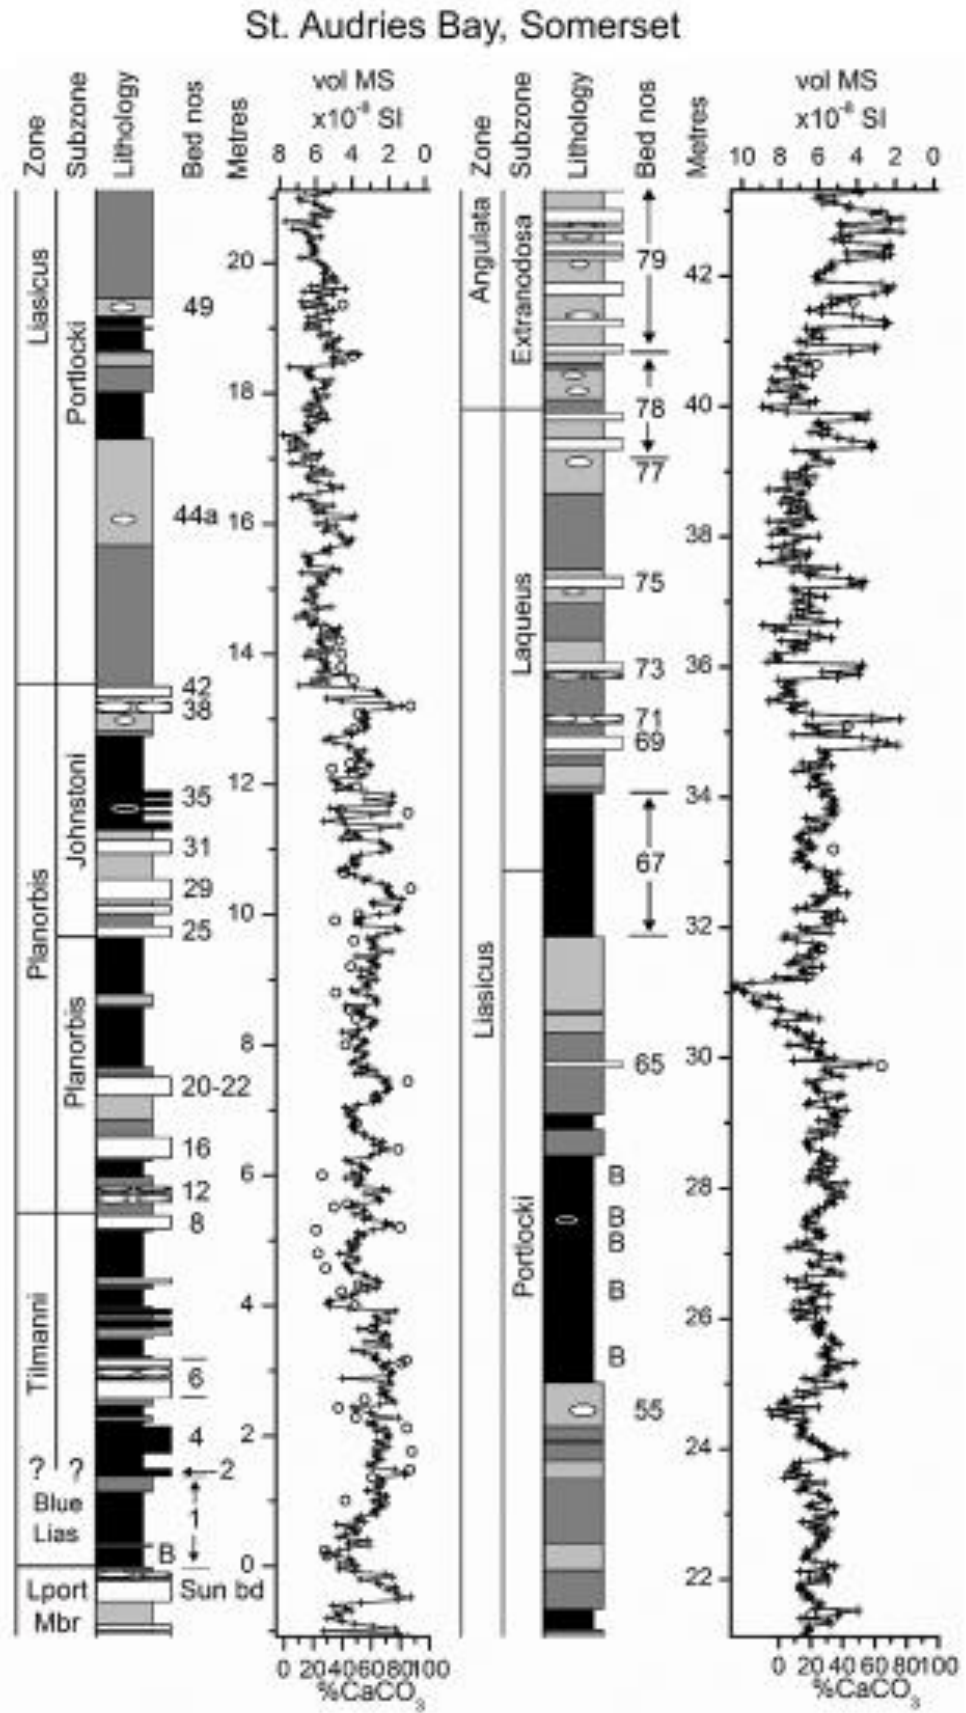 St. Audries Bay, Somerset
Zone
Subzone
Lithology
Bed nos
Metres
vol MS
x10⁻⁸ SI
8 6 4 2 0
Liasicus
Portlocki
Planorbis
Johnstoni
Planorbis
Tilmanni
? ?
Blue
Lias
Lport
Mbr
49
44a
42
38
35
31
29
25
20-22
16
12
8
6
4
2
1
B
Sun bd
20
18
16
14
12
10
8
6
4
2
0
0 20 40 60 80 100
%CaCO₃
Zone
Subzone
Lithology
Bed nos
Metres
vol MS
x10⁻⁸ SI
10 8 6 4 2 0
Angulata
Extranodosa
Liasicus
Laqueus
Portlocki
79
78
77
75
73
71
69
67
65
B
B
B
B
B
55
42
40
38
36
34
32
30
28
26
24
22
0 20 40 60 80 100
%CaCO₃